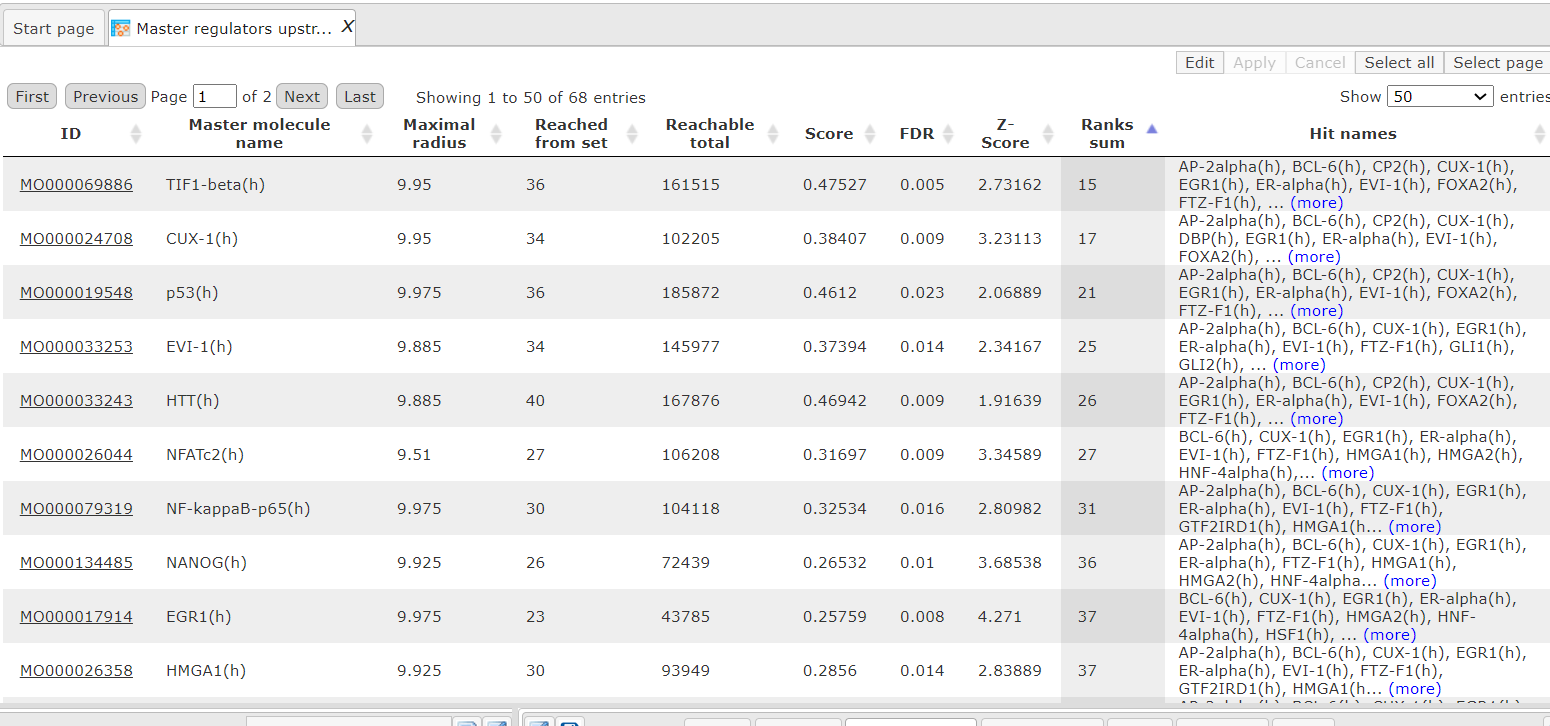 Start page
Master regulators upstr... X
Edit Apply Cancel Select all Select page
First Previous Page 1 of 2 Next Last Showing 1 to 50 of 68 entries Show 50 entries
ID Master molecule name Maximal radius Reached from set Reachable total Score FDR Z-Score Ranks sum Hit names
MO000069886 TIF1-beta(h) 9.95 36 161515 0.47527 0.005 2.73162 15 AP-2alpha(h), BCL-6(h), CP2(h), CUX-1(h),
EGR1(h), ER-alpha(h), EVI-1(h), FOXA2(h),
FTZ-F1(h), ... (more)
MO000024708 CUX-1(h) 9.95 34 102205 0.38407 0.009 3.23113 17 AP-2alpha(h), BCL-6(h), CP2(h), CUX-1(h),
DBP(h), EGR1(h), ER-alpha(h), EVI-1(h),
FOXA2(h), ... (more)
MO000019548 p53(h) 9.975 36 185872 0.4612 0.023 2.06889 21 AP-2alpha(h), BCL-6(h), CP2(h), CUX-1(h),
EGR1(h), ER-alpha(h), EVI-1(h), FOXA2(h),
FTZ-F1(h), ... (more)
MO000033253 EVI-1(h) 9.885 34 145977 0.37394 0.014 2.34167 25 AP-2alpha(h), BCL-6(h), CUX-1(h), EGR1(h),
ER-alpha(h), EVI-1(h), FTZ-F1(h), GLI1(h),
GLI2(h), ... (more)
MO000033243 HTT(h) 9.885 40 167876 0.46942 0.009 1.91639 26 AP-2alpha(h), BCL-6(h), CP2(h), CUX-1(h),
EGR1(h), ER-alpha(h), EVI-1(h), FOXA2(h),
FTZ-F1(h), ... (more)
MO000026044 NFATc2(h) 9.51 27 106208 0.31697 0.009 3.34589 27 BCL-6(h), CUX-1(h), EGR1(h), ER-alpha(h),
EVI-1(h), FTZ-F1(h), HMGA1(h), HMGA2(h),
HNF-4alpha(h),... (more)
MO000079319 NF-kappaB-p65(h) 9.975 30 104118 0.32534 0.016 2.80982 31 AP-2alpha(h), BCL-6(h), CUX-1(h), EGR1(h),
ER-alpha(h), EVI-1(h), FTZ-F1(h),
GTF2IRD1(h), HMGA1(h... (more)
MO000134485 NANOG(h) 9.925 26 72439 0.26532 0.01 3.68538 36 AP-2alpha(h), BCL-6(h), CUX-1(h), EGR1(h),
ER-alpha(h), FTZ-F1(h), HMGA1(h),
HMGA2(h), HNF-4alpha... (more)
MO000017914 EGR1(h) 9.975 23 43785 0.25759 0.008 4.271 37 BCL-6(h), CUX-1(h), EGR1(h), ER-alpha(h),
EVI-1(h), FTZ-F1(h), HMGA2(h), HNF-
4alpha(h), HSF1(h), ... (more)
MO000026358 HMGA1(h) 9.925 30 93949 0.2856 0.014 2.83889 37 AP-2alpha(h), BCL-6(h), CUX-1(h), EGR1(h),
ER-alpha(h), EVI-1(h), FTZ-F1(h),
GTF2IRD1(h), HMGA1(h... (more)